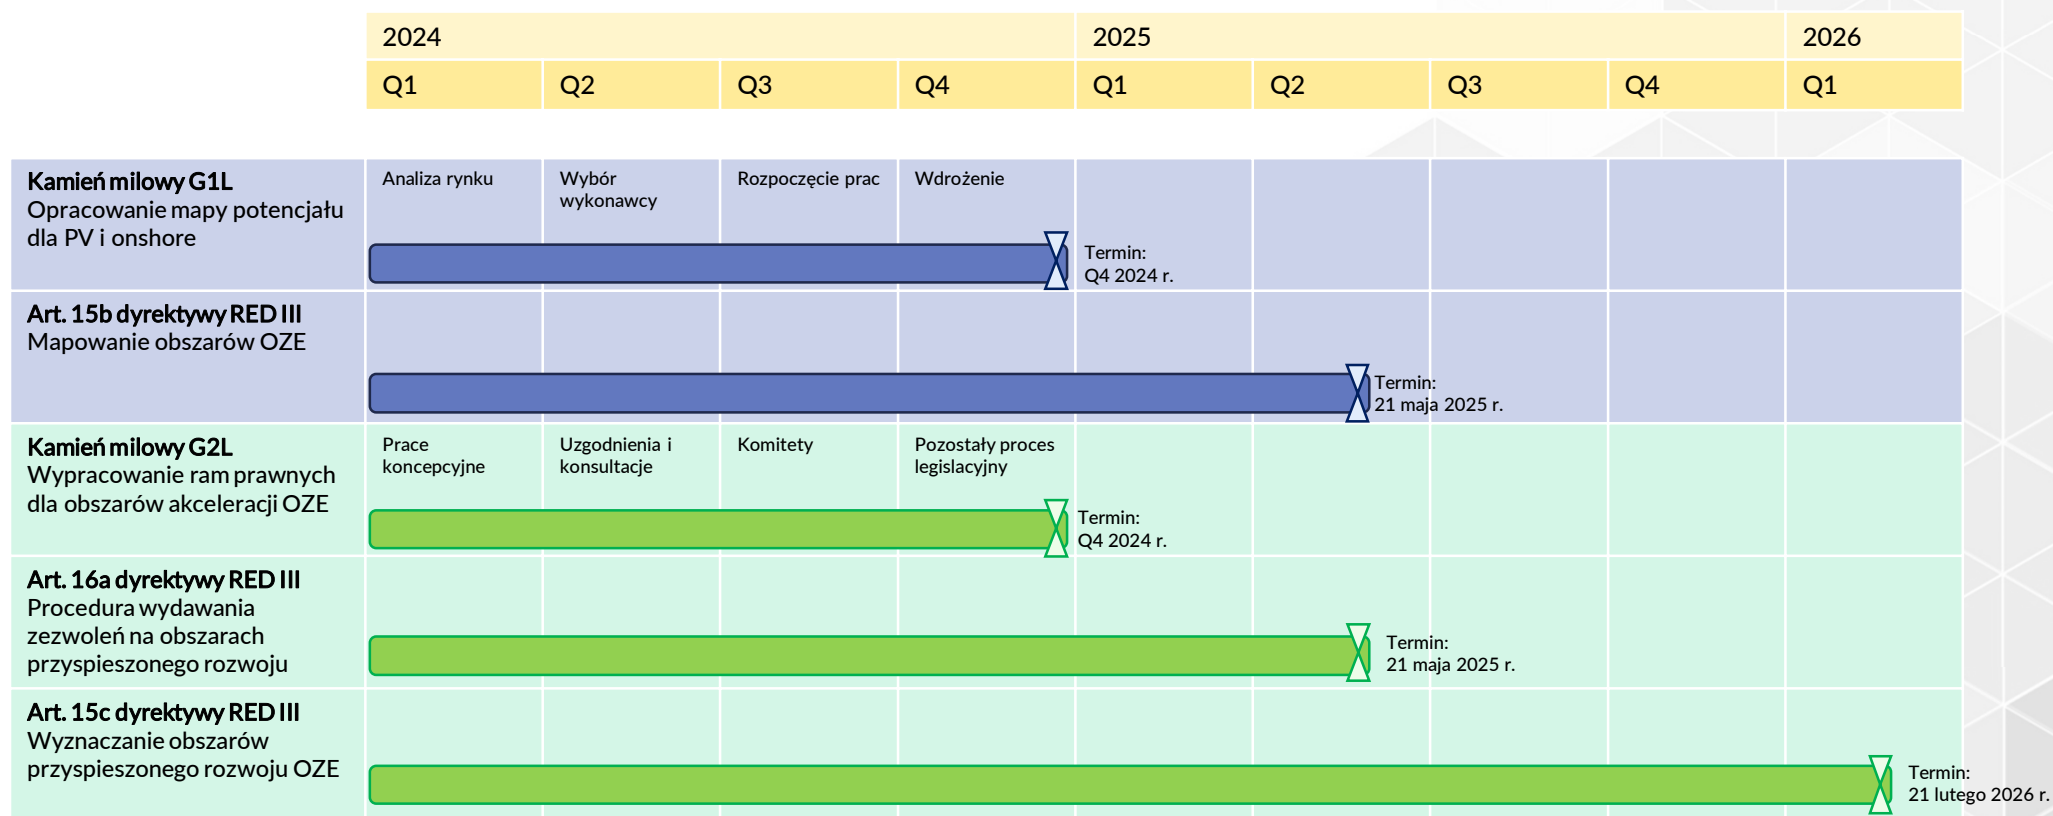 2024
2025
2026
Q1
Q2
Q3
Q4
Q1
Q2
Q3
Q4
Q1
Kamień milowy G1L
Opracowanie mapy potencjału
dla PV i onshore
Analiza rynku
Wybór
wykonawcy
Rozpoczęcie prac
Wdrożenie
Termin:
Q4 2024 r.
Art. 15b dyrektywy RED III
Mapowanie obszarów OZE
Termin:
21 maja 2025 r.
Kamień milowy G2L
Wypracowanie ram prawnych
dla obszarów akceleracji OZE
Prace
koncepcyjne
Uzgodnienia i
konsultacje
Komitety
Pozostały proces
legislacyjny
Termin:
Q4 2024 r.
Art. 16a dyrektywy RED III
Procedura wydawania
zezwoleń na obszarach
przyspieszonego rozwoju
Termin:
21 maja 2025 r.
Art. 15c dyrektywy RED III
Wyznaczanie obszarów
przyspieszonego rozwoju OZE
Termin:
21 lutego 2026 r.